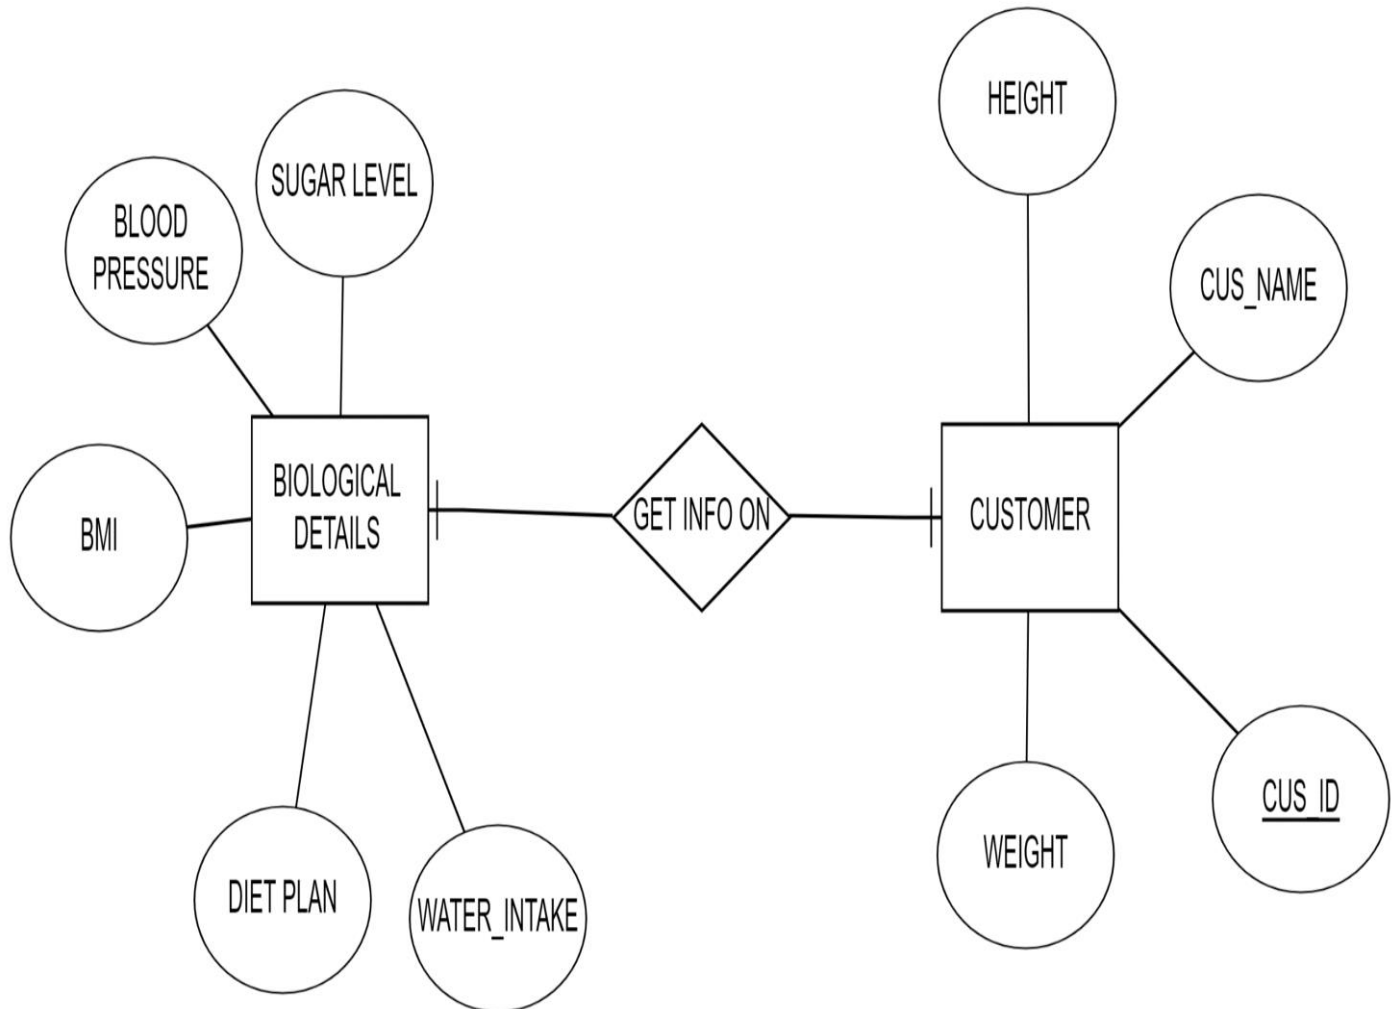 HEIGHT
SUGAR LEVEL
BLOOD
PRESSURE
CUS_NAME
BIOLOGICAL
DETAILS
GET INFO ON
CUSTOMER
BMI
CUS_ID
WEIGHT
DIET PLAN
WATER_INTAKE